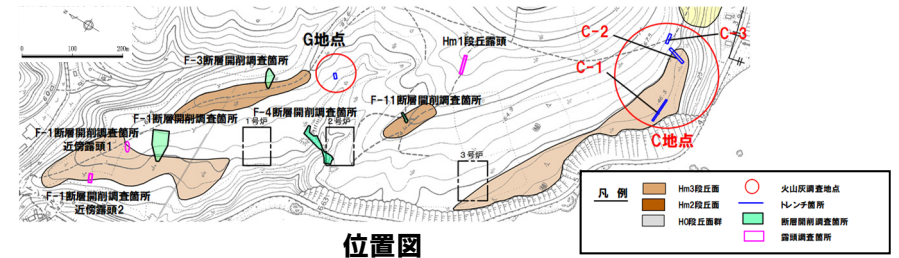 G地点
Hm1段丘露頭
C-2
C-3
C-1
F-3断層開削調査箇所
F-11断層開削調査箇所
F-4断層開削調査箇所
F-1断層開削調査箇所
F-1断層開削調査箇所
近傍露頭1
1号炉
2号炉
3号炉
C地点
F-1断層開削調査箇所
近傍露頭2
0 100 200m
凡 例
Hm3段丘面
Hm2段丘面
H0段丘面群
火山灰調査地点
トレンチ箇所
断層開削調査箇所
露頭調査箇所
位置図